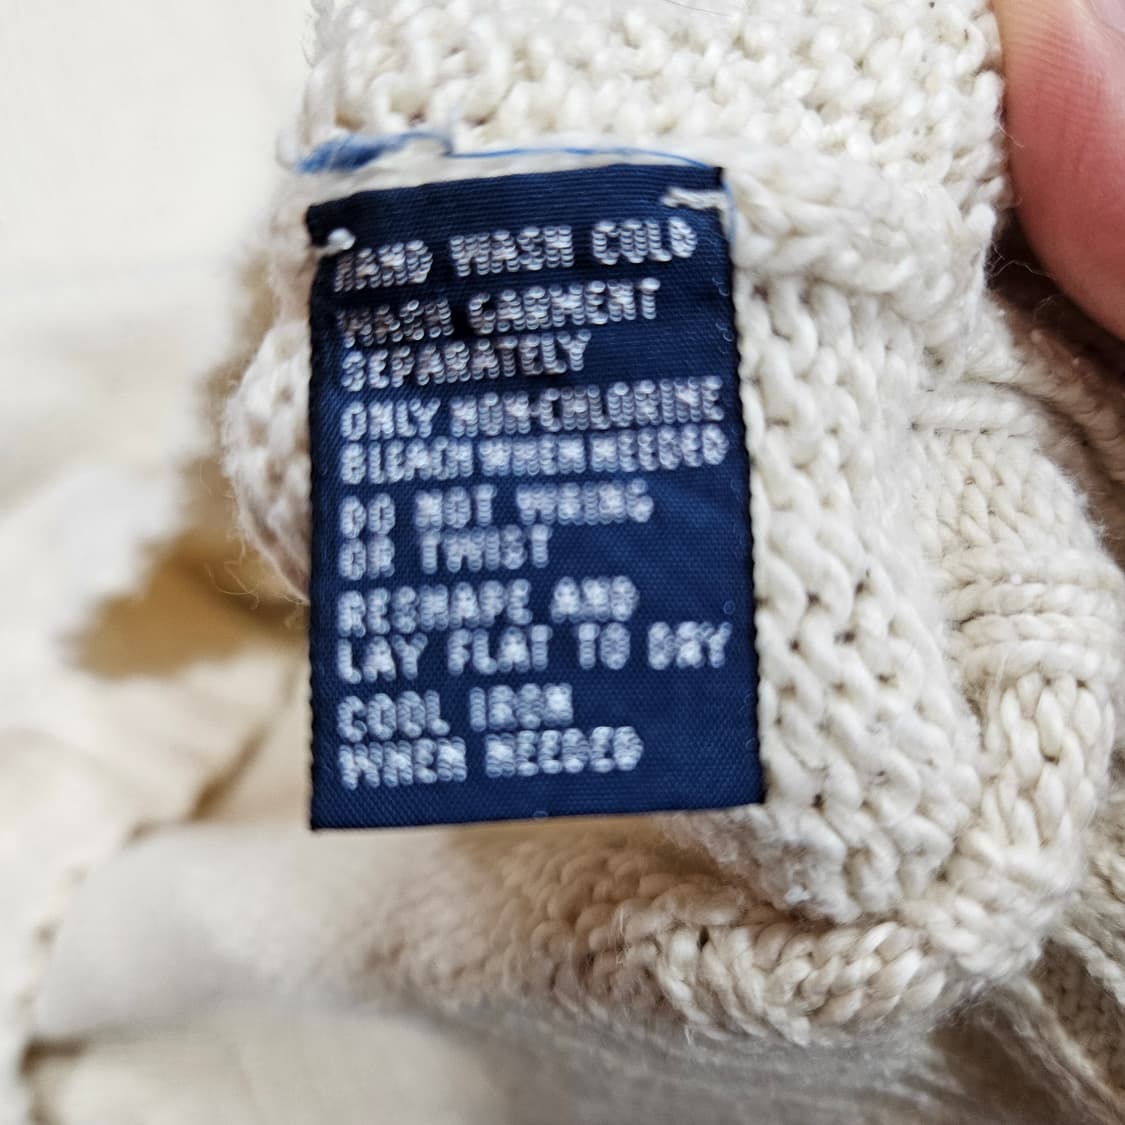 HAND WASH COLD
WASH GARMENT
SEPARATELY
ONLY NON-CHLORINE
BLEACH WHEN NEEDED
DO NOT WRING
OR TWIST
RESHAPE AND
LAY FLAT TO DRY
COOL IRON
WHEN NEEDED